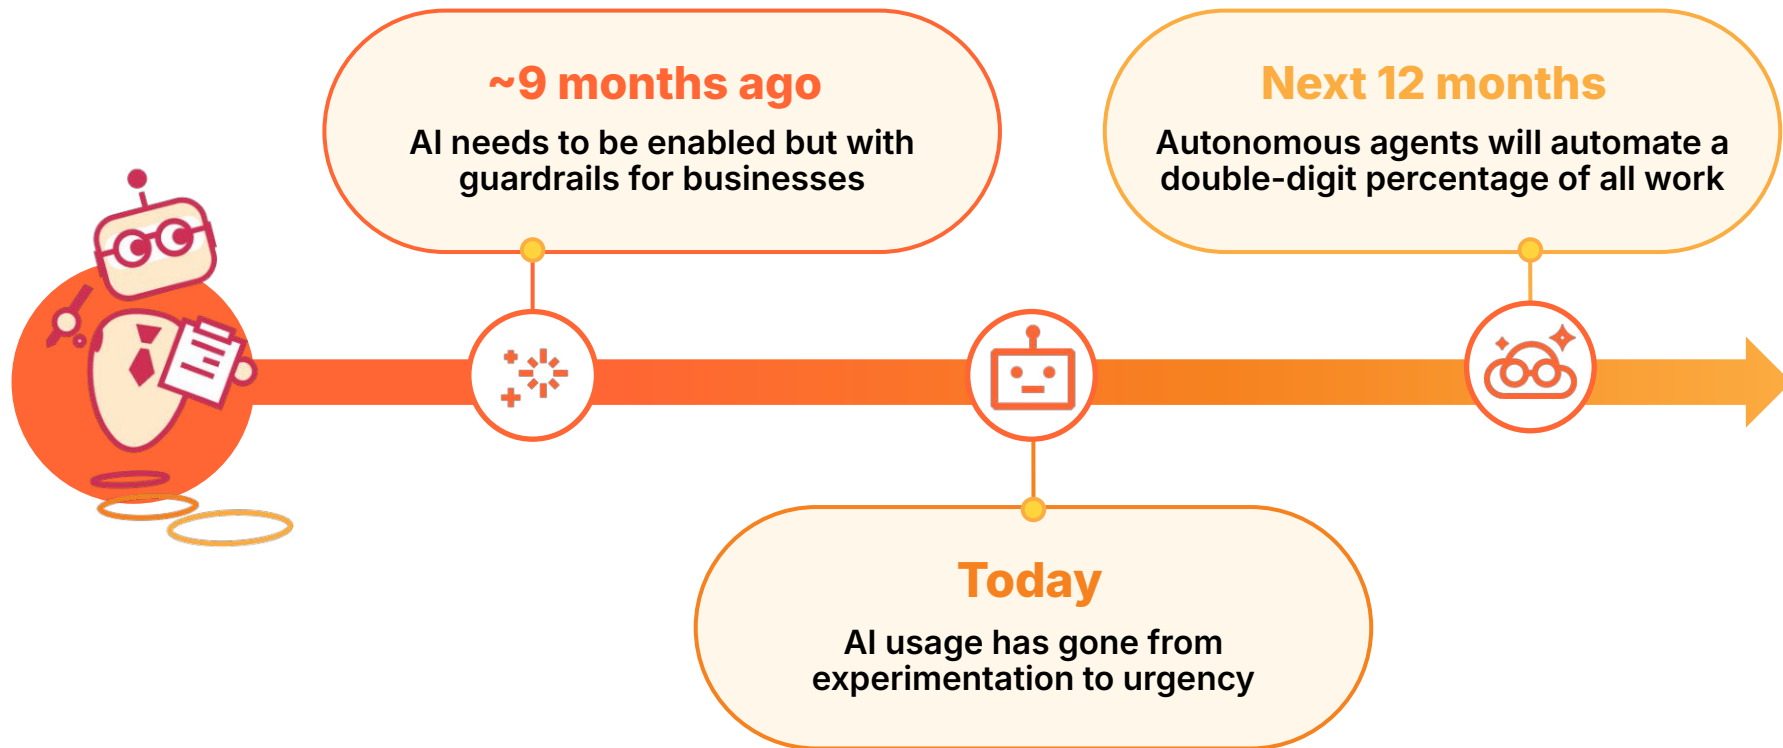 ~9 months ago
AI needs to be enabled but with
guardrails for businesses
Today
AI usage has gone from
experimentation to urgency
Next 12 months
Autonomous agents will automate a
double-digit percentage of all work